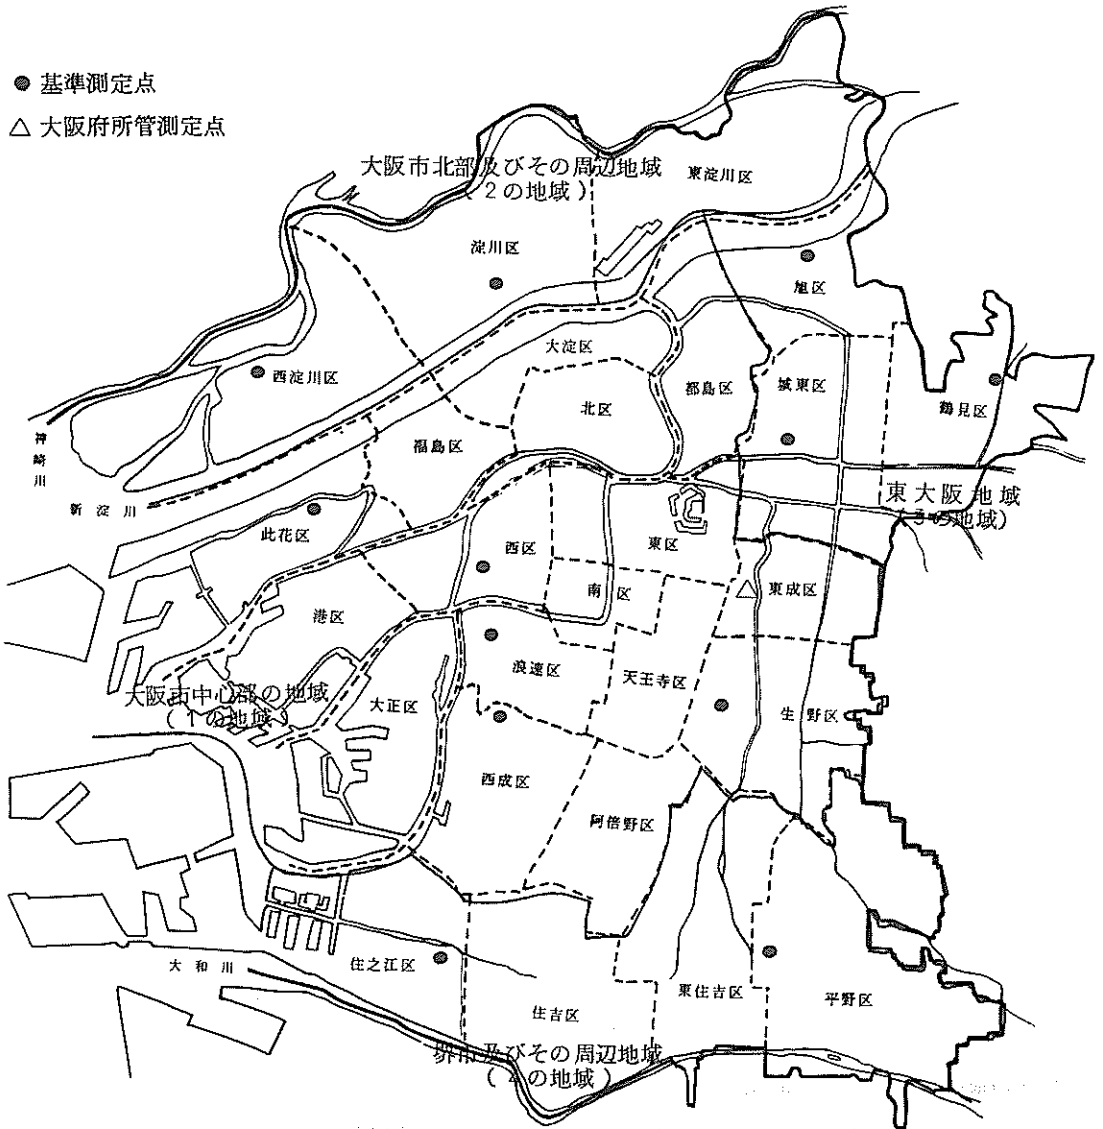 基準測定点
大阪府所管測定点
大阪市北部及びその周辺地域
(2の地域)
東淀川区
淀川区
旭区
大淀区
西淀川区
北区
都島区
城東区
鶴見区
福島区
神崎川
新淀川
東大阪地域
(3の地域)
此花区
西区
東区
南区
東成区
港区
浪速区
天王寺区
大阪市中心部の地域
(1の地域)
大正区
生野区
西成区
阿倍野区
大和川
住之江区
住吉区
東住吉区
平野区
堺市及びその周辺地域
(4の地域)